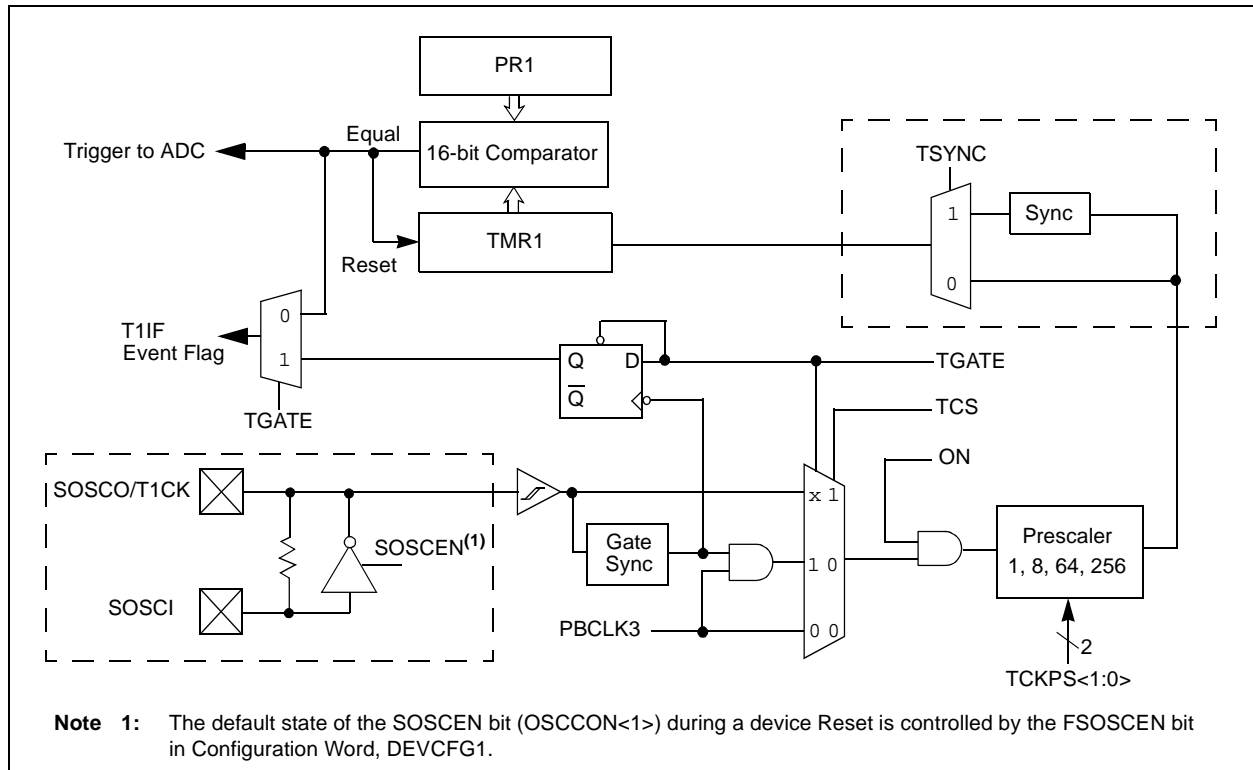 PR1
Equal
16-bit Comparator
Trigger to ADC
TSYNC
1
Sync
TMR1
Reset
0
0
T1IF
Event Flag
1
Q
D
Q
TGATE
TGATE
TCS
ON
SOSCO/T1CK
x 1
Prescaler
1, 8, 64, 256
SOSCEN(1)
Gate
Sync
1 0
SOSCI
PBCLK3
0 0
2
TCKPS<1:0>
Note 1: The default state of the SOSCEN bit (OSCCON<1>) during a device Reset is controlled by the FSOSCEN bit
in Configuration Word, DEVCFG1.